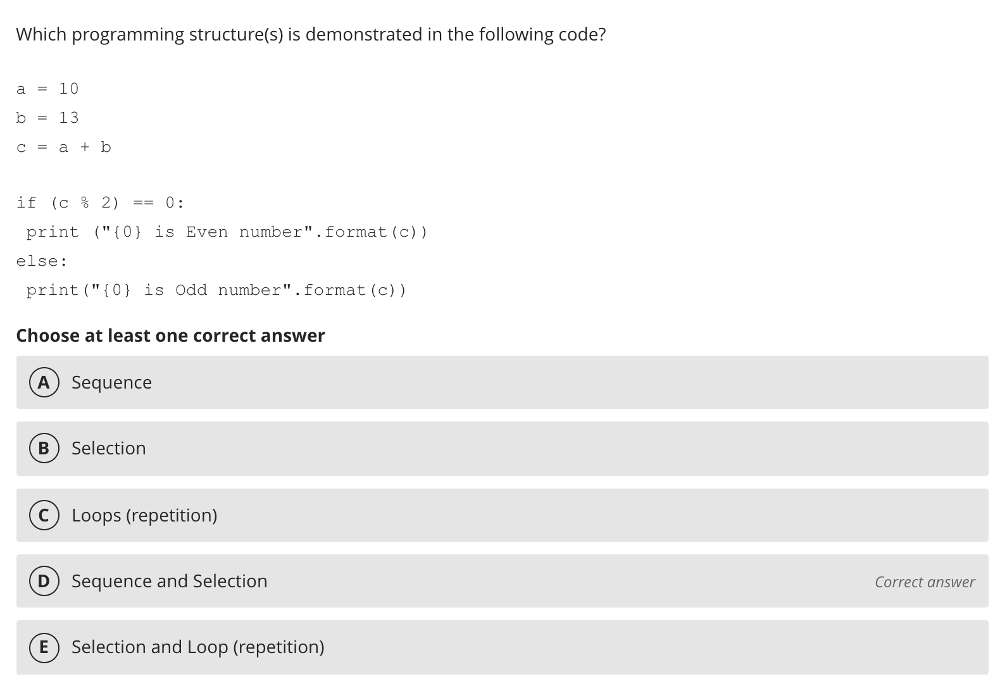 Which programming structure(s) is demonstrated in the following code?
a = 10
b = 13
c = a + b
if (c % 2) == 0:
 print ("{0} is Even number".format(c))
else:
 print("{0} is Odd number".format(c))
Choose at least one correct answer
A Sequence
B Selection
C Loops (repetition)
D Sequence and Selection Correct answer
E Selection and Loop (repetition)